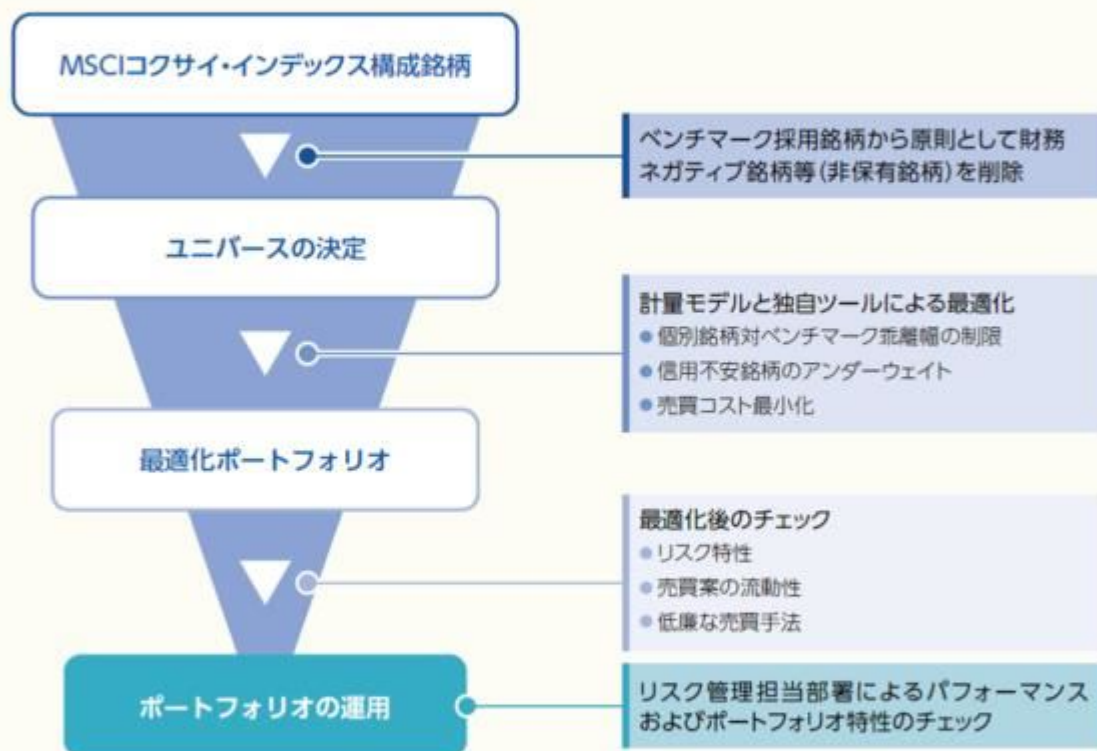 MSCIコクサイ・インデックス構成銘柄
ベンチマーク採用銘柄から原則として財務
ネガティブ銘柄等(非保有銘柄)を削除
ユニバースの決定
計量モデルと独自ツールによる最適化
●個別銘柄対ベンチマーク乖離幅の制限
●信用不安銘柄のアンダーウェイト
●売買コスト最小化
最適化ポートフォリオ
最適化後のチェック
●リスク特性
●売買案の流動性
●低廉な売買手法
ポートフォリオの運用
リスク管理担当部署によるパフォーマンス
およびポートフォリオ特性のチェック